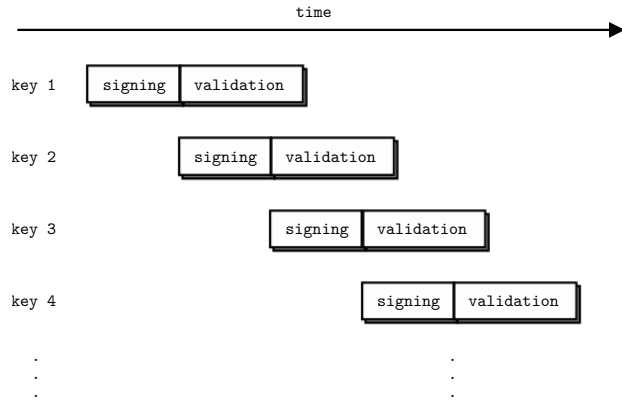 time
key 1 signing validation
key 2 signing validation
key 3 signing validation
key 4 signing validation
. .
. .
. .